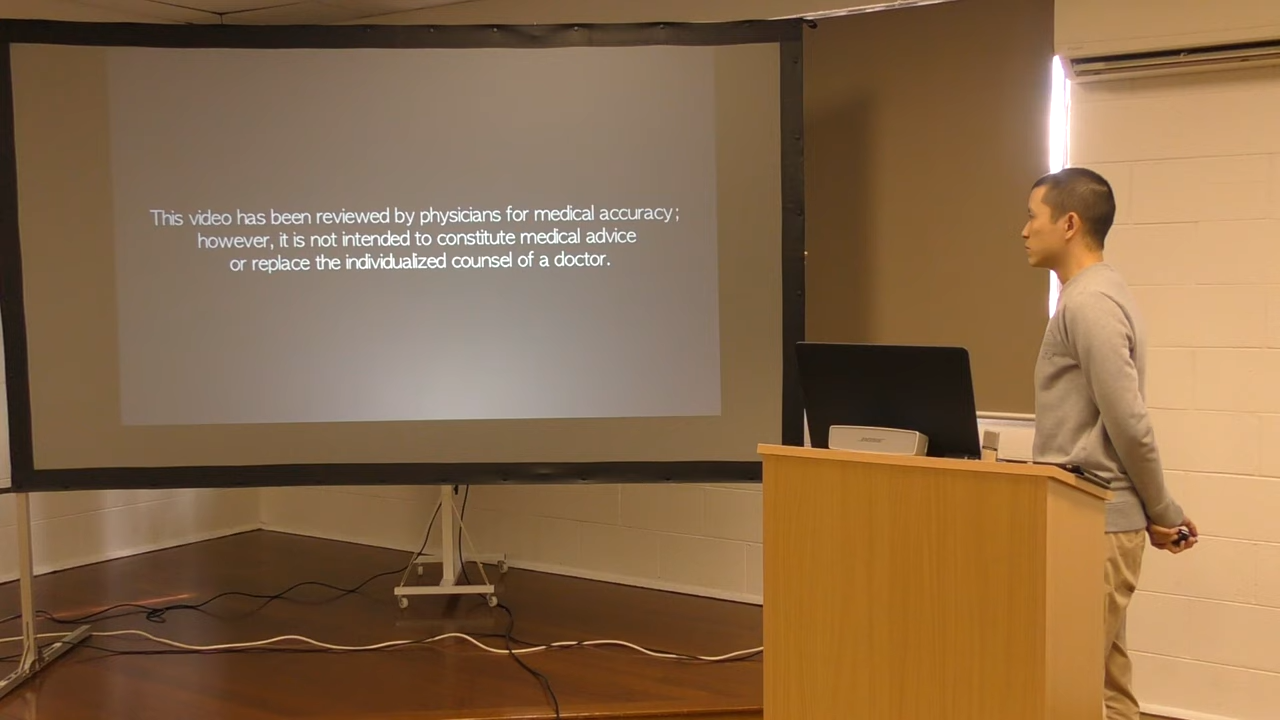 This video has been reviewed by physicians for medical accuracy;
however, it is not intended to constitute medical advice
or replace the individualized counsel of a doctor.
BOSE